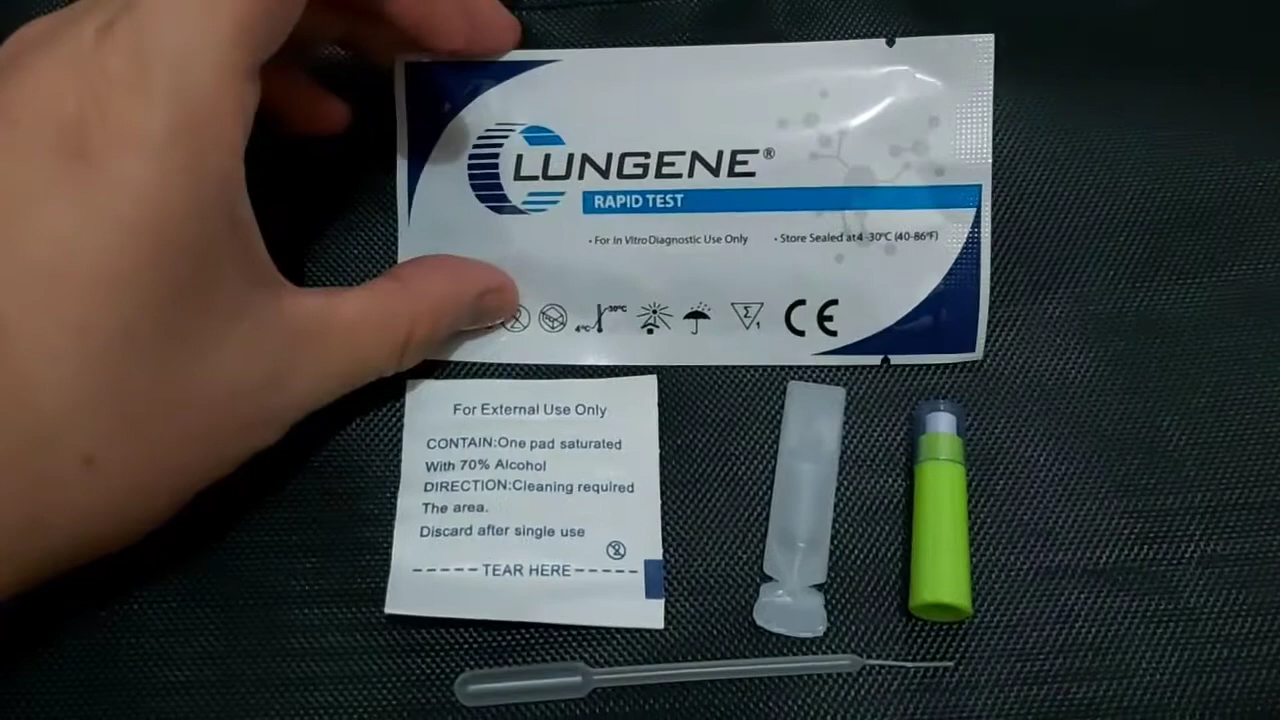 CLUNGENE®
RAPID TEST
• For In Vitro Diagnostic Use Only • Store Sealed at 4-30°C (40-86°F)
4°C 30°C Σ 1 CE
For External Use Only
CONTAIN:One pad saturated
With 70% Alcohol
DIRECTION:Cleaning required
The area.
Discard after single use
2
-----TEAR HERE-----